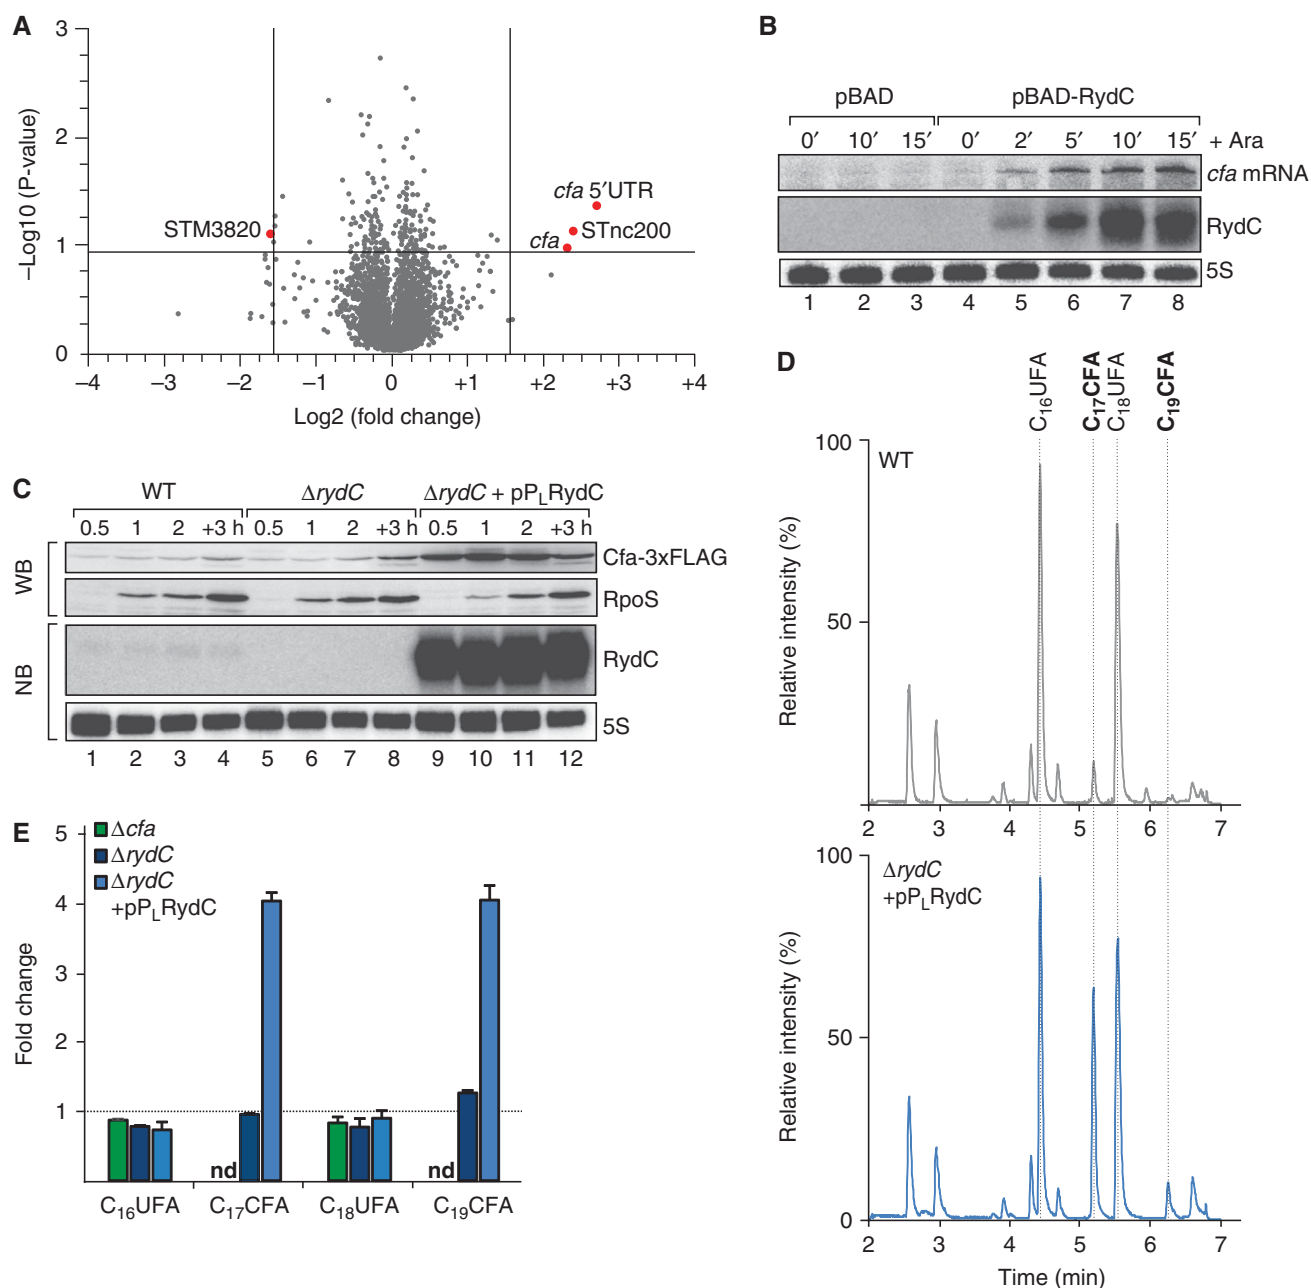 A
3
2
1
0
−Log10 (P-value)
STM3820
cfa 5′UTR
STnc200
cfa
−4 −3 −2 −1 0 +1 +2 +3 +4
Log2 (fold change)
B
pBAD pBAD-RydC
0′ 10′ 15′ 0′ 2′ 5′ 10′ 15′ + Ara
cfa mRNA
RydC
5S
1 2 3 4 5 6 7 8
C
WT ΔrydC ΔrydC + pPLRydC
0.5 1 2 +3 h 0.5 1 2 +3 h 0.5 1 2 +3 h
WB
Cfa-3xFLAG
RpoS
NB
RydC
5S
1 2 3 4 5 6 7 8 9 10 11 12
D
C16UFA
C17CFA
C18UFA
C19CFA
100
50
Relative intensity (%)
WT
2 3 4 5 6 7
100
50
0
Relative intensity (%)
ΔrydC
+pPLRydC
2 3 4 5 6 7
Time (min)
E
5
4
3
2
1
Fold change
Δcfa
ΔrydC
ΔrydC
+pPLRydC
nd
nd
C16UFA C17CFA C18UFA C19CFA